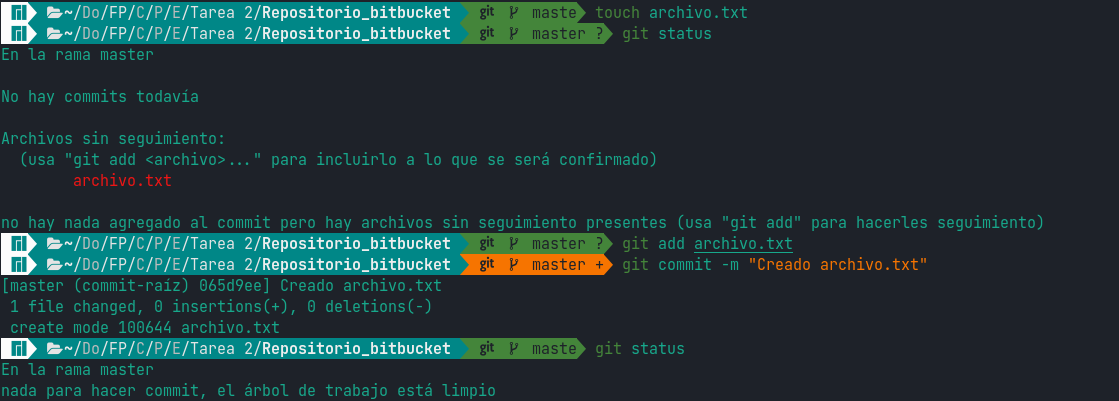 ~/Do/FP/C/P/E/Tarea 2/Repositorio_bitbucket git maste touch archivo.txt
~/Do/FP/C/P/E/Tarea 2/Repositorio_bitbucket git master ? git status
En la rama master
No hay commits todavía
Archivos sin seguimiento:
(usa "git add <archivo>..." para incluirlo a lo que se será confirmado)
archivo.txt
no hay nada agregado al commit pero hay archivos sin seguimiento presentes (usa "git add" para hacerles seguimiento)
~/Do/FP/C/P/E/Tarea 2/Repositorio_bitbucket git master ? git add archivo.txt
~/Do/FP/C/P/E/Tarea 2/Repositorio_bitbucket git master + git commit -m "Creado archivo.txt"
[master (commit-raíz) 065d9ee] Creado archivo.txt
1 file changed, 0 insertions(+), 0 deletions(-)
create mode 100644 archivo.txt
~/Do/FP/C/P/E/Tarea 2/Repositorio_bitbucket git maste git status
En la rama master
nada para hacer commit, el árbol de trabajo está limpio